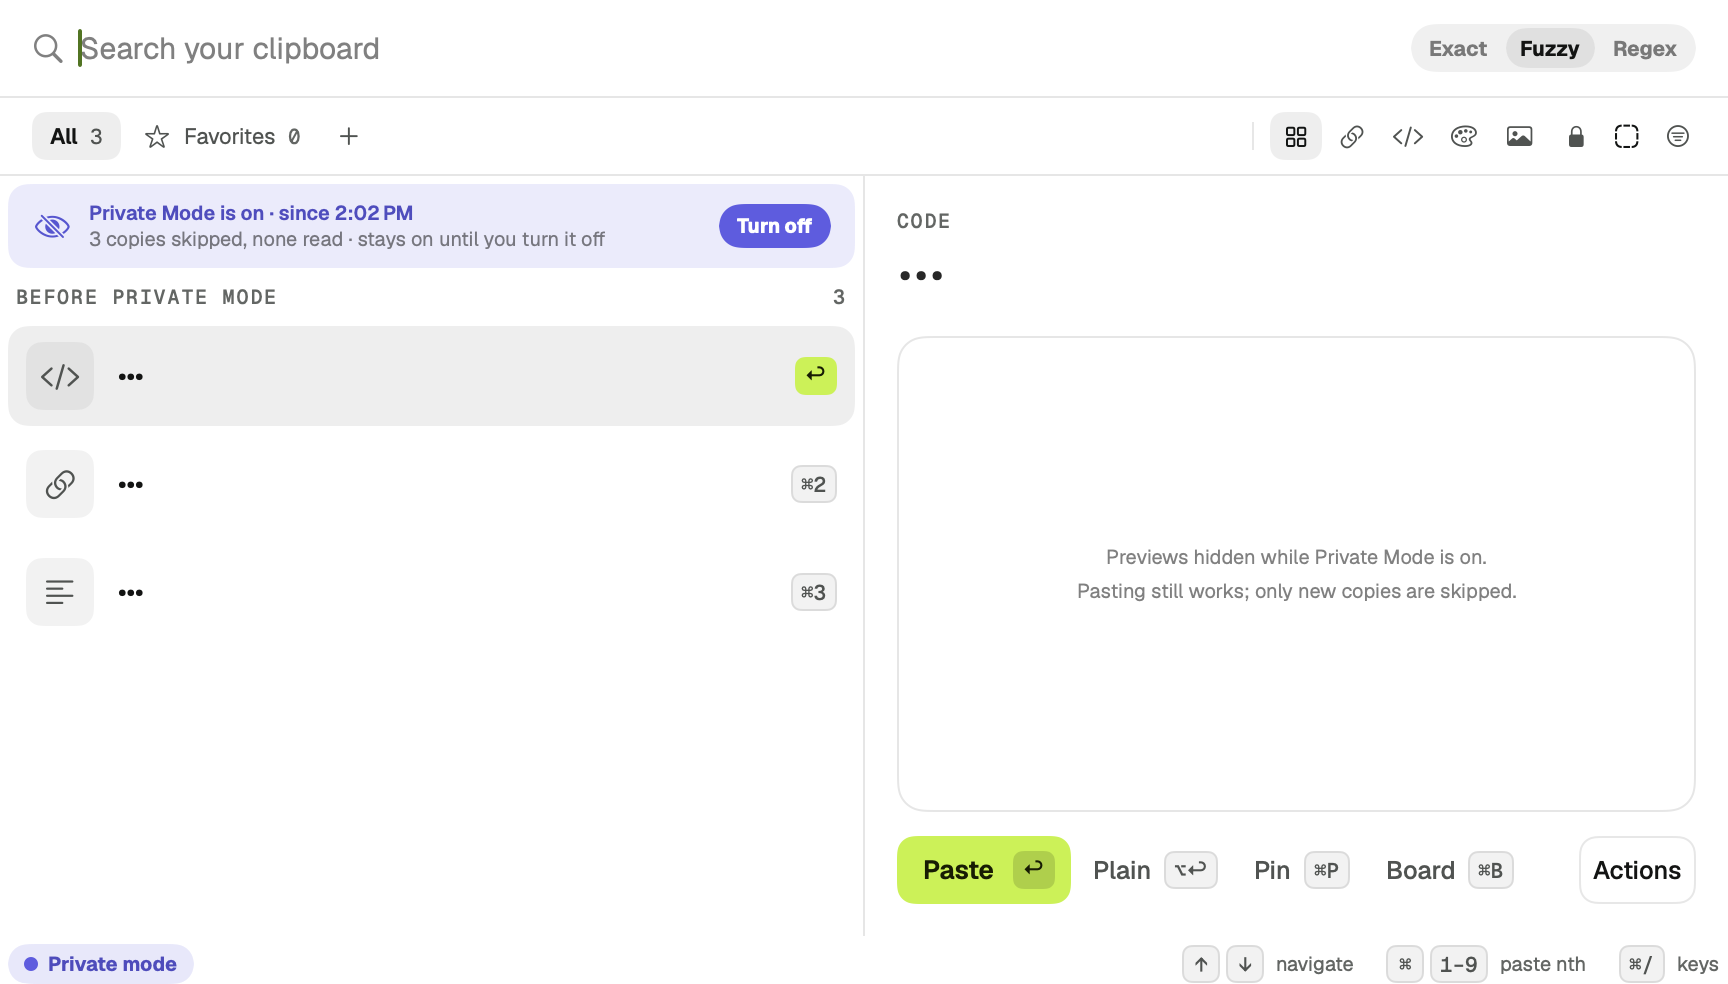 Search your clipboard
Exact Fuzzy Regex
All 3 Favorites 0 +
Private Mode is on · since 2:02 PM
3 copies skipped, none read · stays on until you turn it off
Turn off
BEFORE PRIVATE MODE 3
</> ••• ↩
••• ⌘2
••• ⌘3
CODE
•••
Previews hidden while Private Mode is on.
Pasting still works; only new copies are skipped.
Paste ↩ Plain ⌥↩ Pin ⌘P Board ⌘B Actions
Private mode
↑ ↓ navigate ⌘ 1–9 paste nth ⌘/ keys